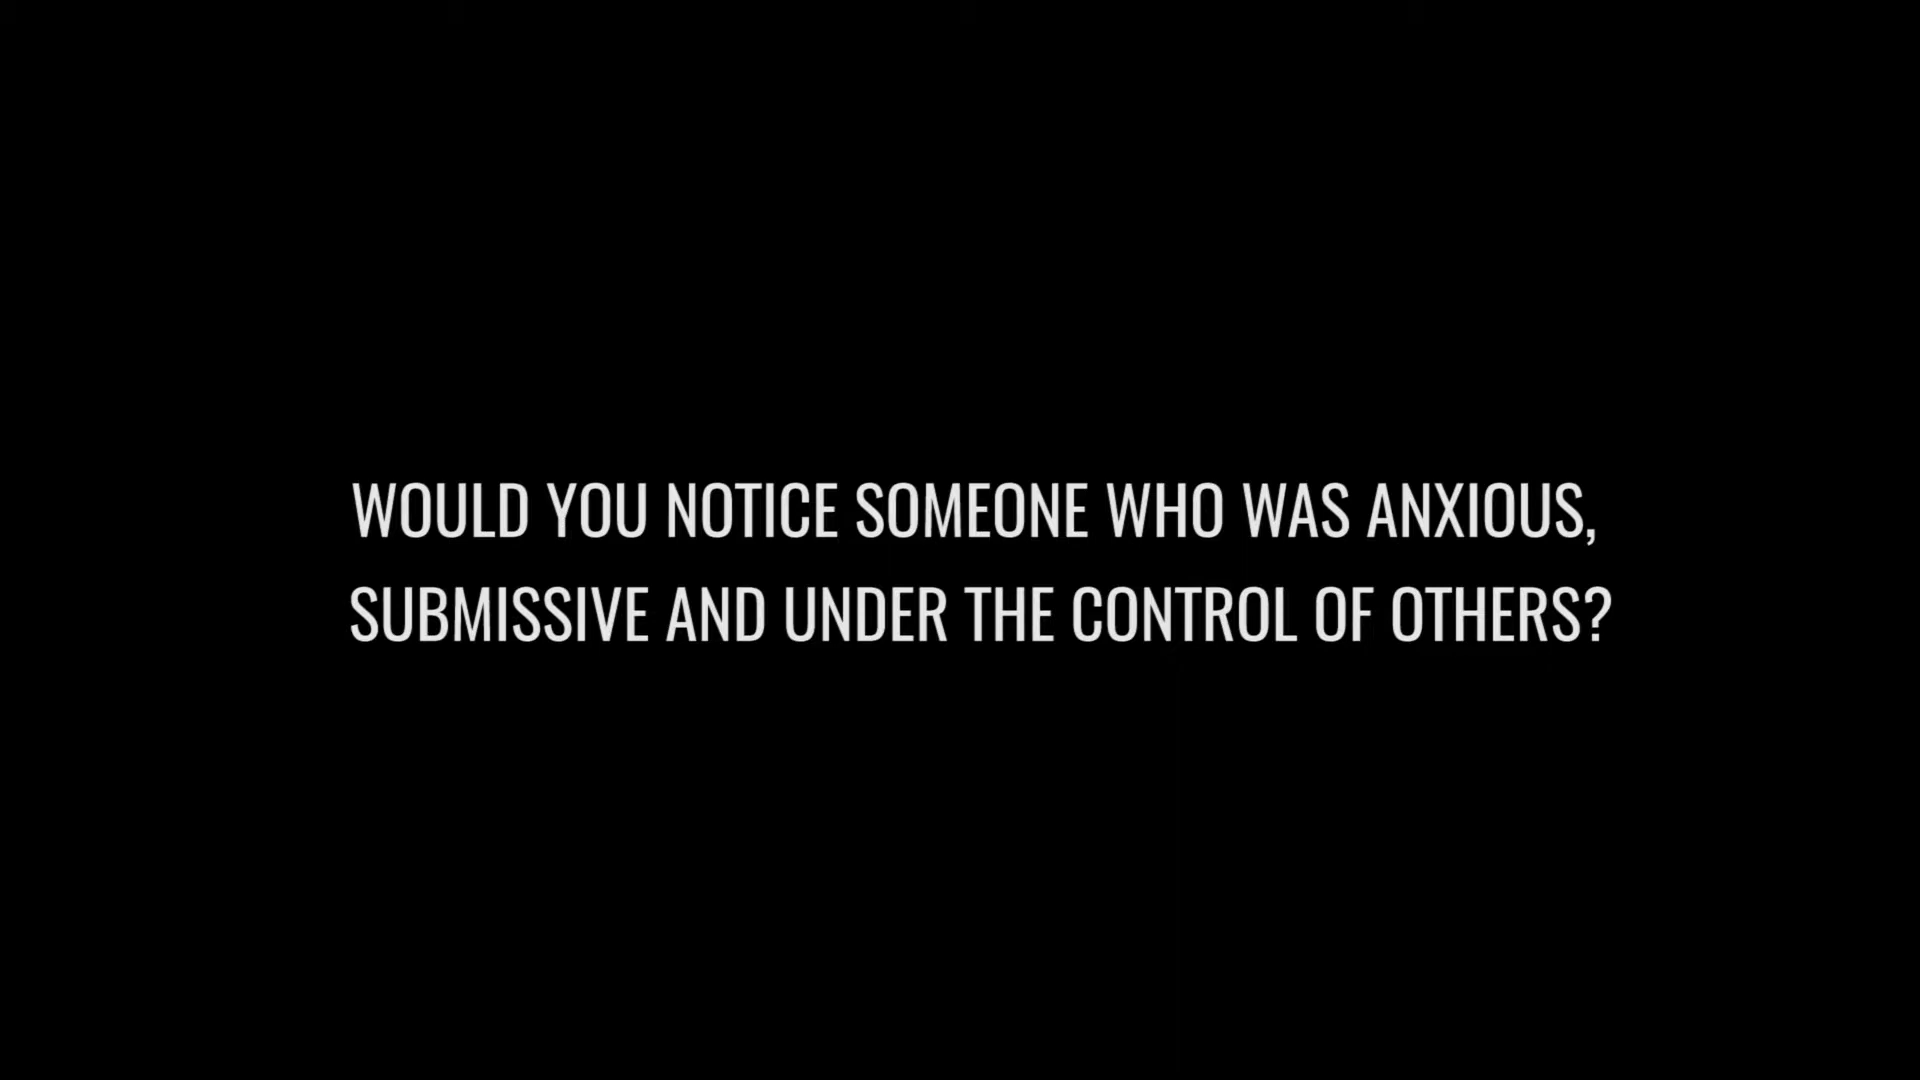 WOULD YOU NOTICE SOMEONE WHO WAS ANXIOUS,
SUBMISSIVE AND UNDER THE CONTROL OF OTHERS?